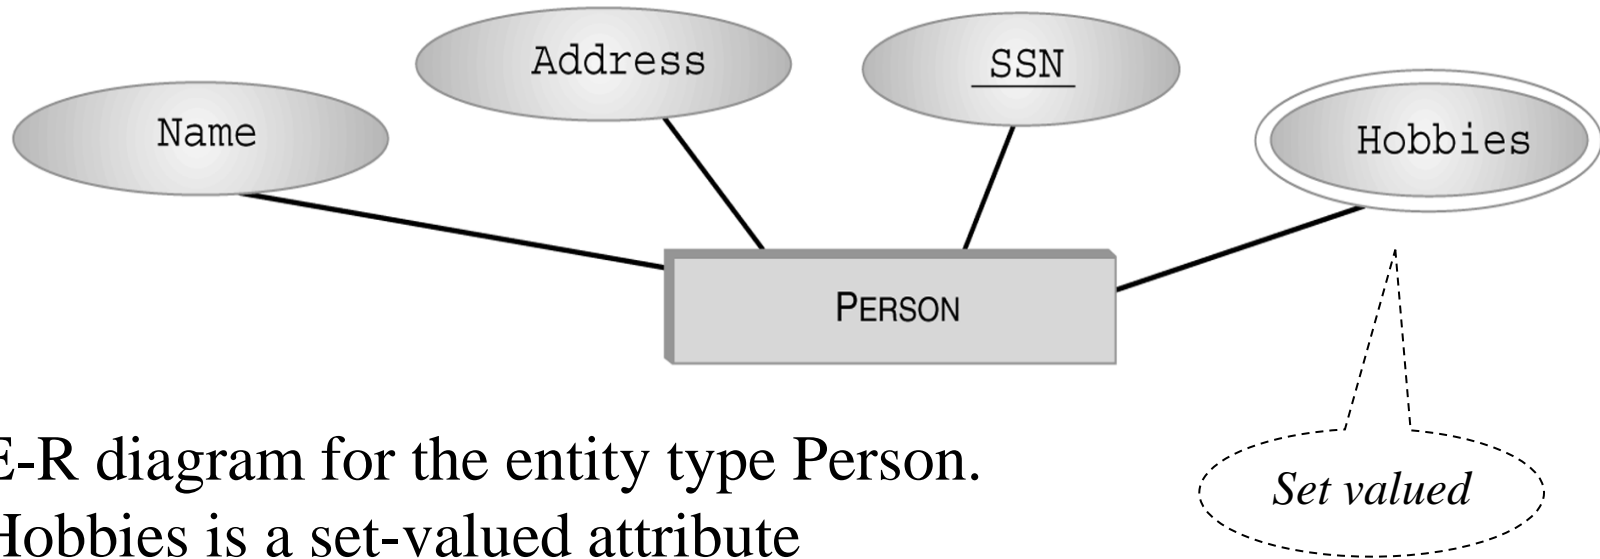 Address
SSN
Name
Hobbies
PERSON
E-R diagram for the entity type Person.
Set valued
Hobbies is a set-valued attribute